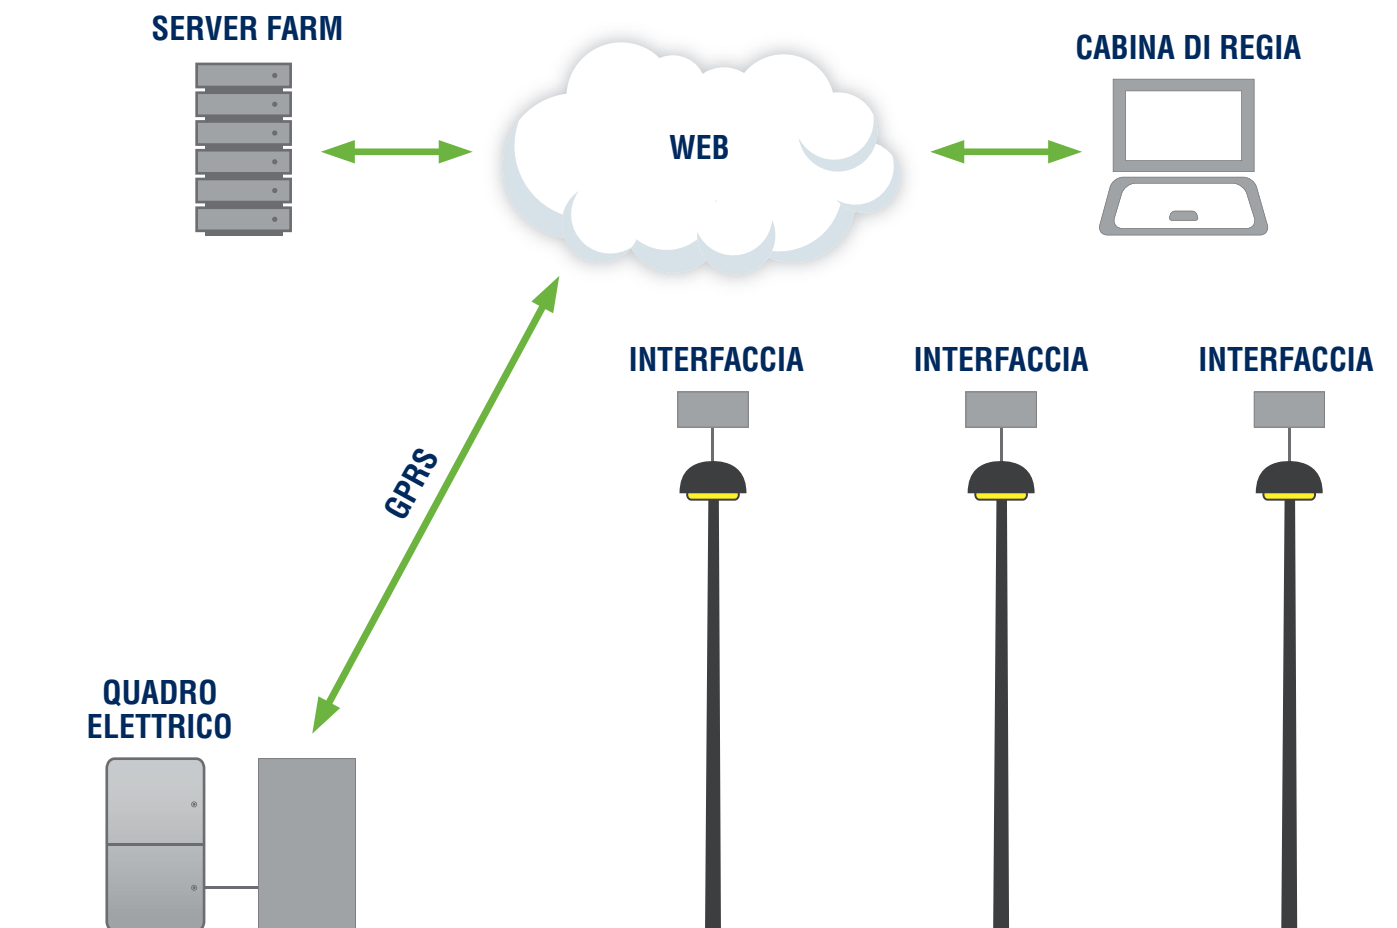 SERVER FARM
CABINA DI REGIA
WEB
INTERFACCIA
INTERFACCIA
INTERFACCIA
GPRS
QUADRO
ELETTRICO